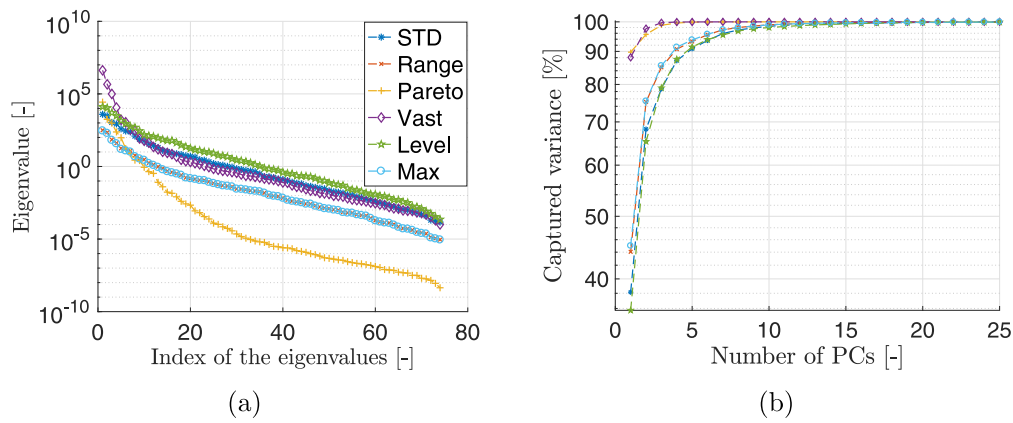 10^10
10^5
10^0
10^-5
10^-10
Eigenvalue [-]
STD
Range
Pareto
Vast
Level
Max
0 20 40 60 80
Index of the eigenvalues [-]
(a)
100
90
80
70
60
50
40
Captured variance [%]
0 5 10 15 20 25
Number of PCs [-]
(b)